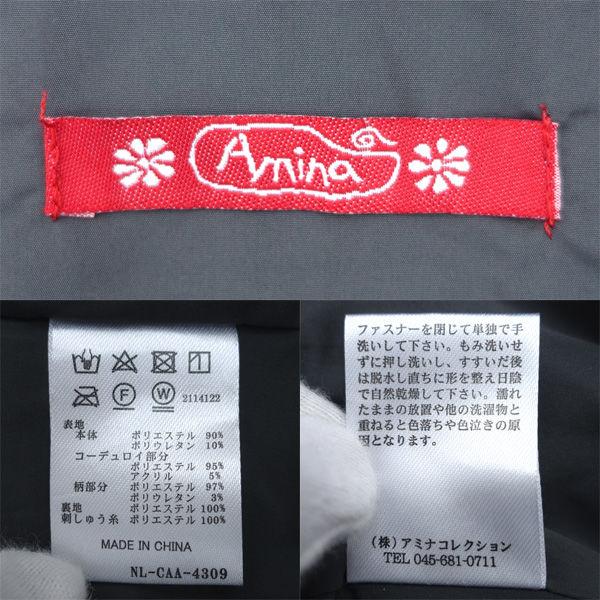 Amina
F W 2114122
表地
本体 ポリエステル 90%
ポリウレタン 10%
コーデュロイ部分
ポリエステル 95%
アクリル 5%
柄部分 ポリエステル 97%
ポリウレタン 3%
裏地 ポリエステル 100%
刺しゅう糸 ポリエステル 100%
MADE IN CHINA
NL-CAA-4309
ファスナーを閉じて単独で手
洗いして下さい。もみ洗いせ
ずに押し洗いし、すすいだ後
は脱水し直ちに形を整え日陰
で自然乾燥して下さい。濡れ
たままの放置や他の洗濯物と
重ねると色落ちや色泣きの原
因となります。
(株) アミナコレクション
TEL 045-681-0711